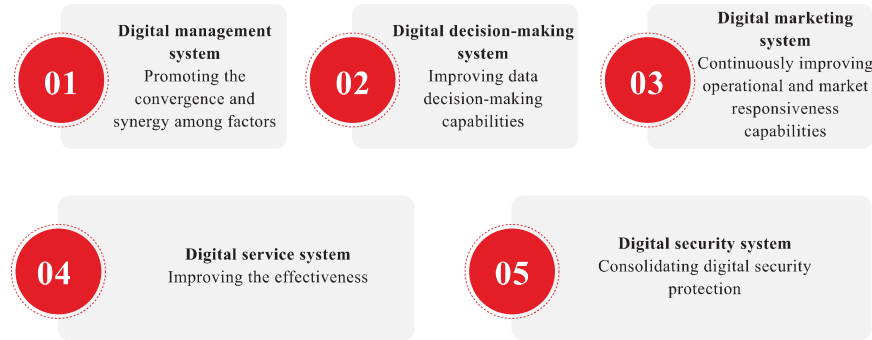 01
Digital management
system
Promoting the
convergence and
synergy among factors
02
Digital decision-making
system
Improving data
decision-making
capabilities
03
Digital marketing
system
Continuously improving
operational and market
responsiveness
capabilities
04
Digital service system
Improving the effectiveness
05
Digital security system
Consolidating digital security
protection